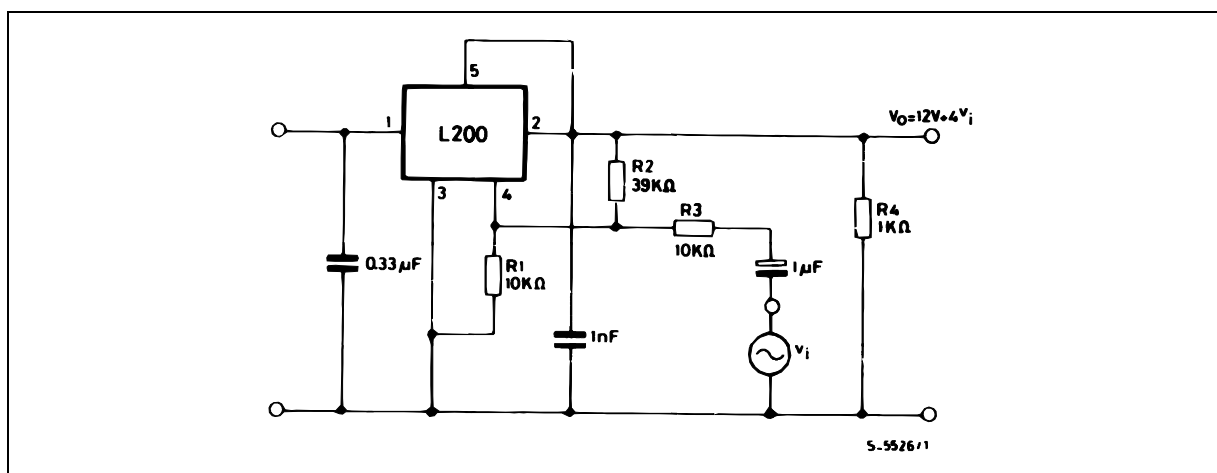 5
1
L200
2
3
4
V₀=12V+4vᵢ
R2
39KΩ
R3
10KΩ
R4
1KΩ
0.33µF
R1
10KΩ
1µF
1nF
vᵢ
S-5526/1